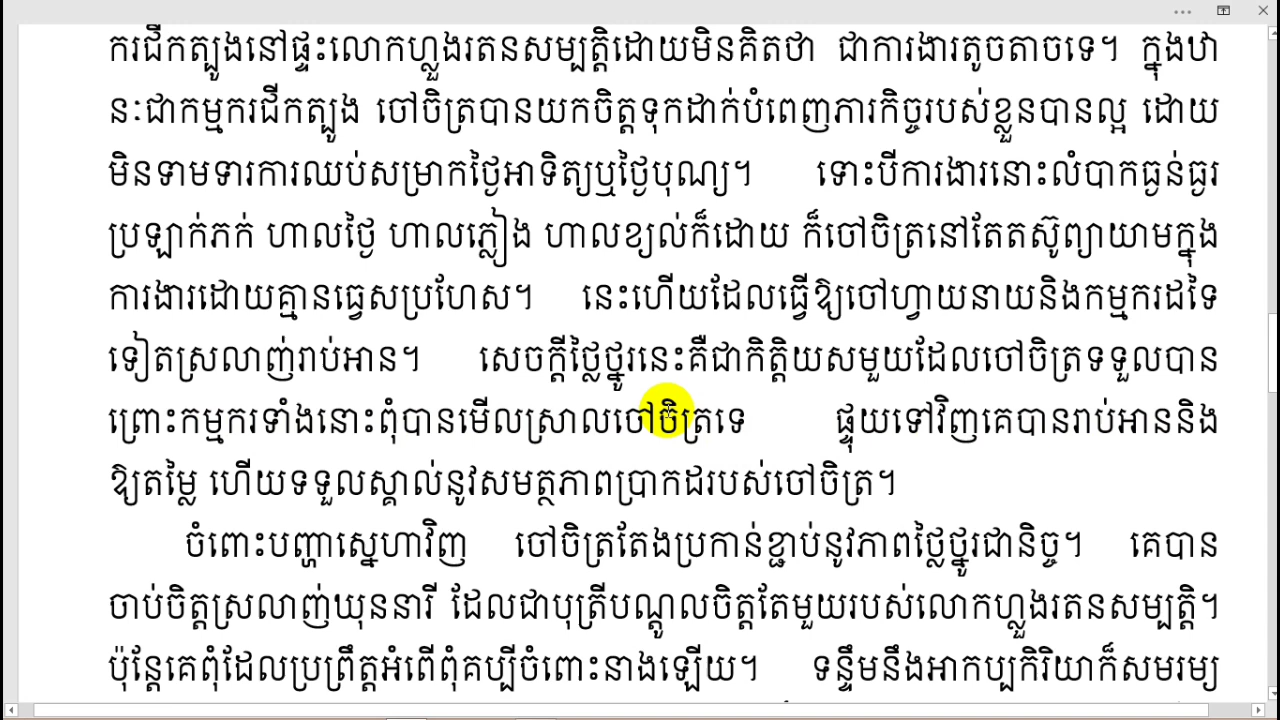 ករជីកត្បូងនៅផ្ទះលោកហ្លួងរតនសម្បត្តិដោយមិនគិតថា ជាការងារតូចតាចទេ។ ក្នុងឋា
នៈជាកម្មករជីកត្បូង ចៅចិត្របានយកចិត្តទុកដាក់បំពេញភារកិច្ចរបស់ខ្លួនបានល្អ ដោយ
មិនទាមទារការឈប់សម្រាកថ្ងៃអាទិត្យឬថ្ងៃបុណ្យ។ ទោះបីការងារនោះលំបាកធ្ងន់ធ្ងរ
ប្រឡាក់ភក់ ហាលថ្ងៃ ហាលភ្លៀង ហាលខ្យល់ក៏ដោយ ក៏ចៅចិត្រនៅតែតស៊ូព្យាយាមក្នុង
ការងារដោយគ្មានធ្វេសប្រហែស។ នេះហើយដែលធ្វើឱ្យចៅហ្វាយនាយនិងកម្មករដទៃ
ទៀតស្រលាញ់រាប់អាន។ សេចក្តីថ្លៃថ្នូរនេះគឺជាកិត្តិយសមួយដែលចៅចិត្រទទួលបាន
ព្រោះកម្មករទាំងនោះពុំបានមើលស្រាលចៅចិត្រទេ ផ្ទុយទៅវិញគេបានរាប់អាននិង
ឱ្យតម្លៃ ហើយទទួលស្គាល់នូវសមត្ថភាពប្រាកដរបស់ចៅចិត្រ។
ចំពោះបញ្ហាស្នេហាវិញ ចៅចិត្រតែងប្រកាន់ខ្ជាប់នូវភាពថ្លៃថ្នូរជានិច្ច។ គេបាន
ចាប់ចិត្តស្រលាញ់ឃុននារី ដែលជាបុត្រីបណ្តូលចិត្តតែមួយរបស់លោកហ្លួងរតនសម្បត្តិ។
ប៉ុន្តែគេពុំដែលប្រព្រឹត្តអំពើពុំគប្បីចំពោះនាងឡើយ។ ទន្ទឹមនឹងអាកប្បកិរិយាក៏សមរម្យ